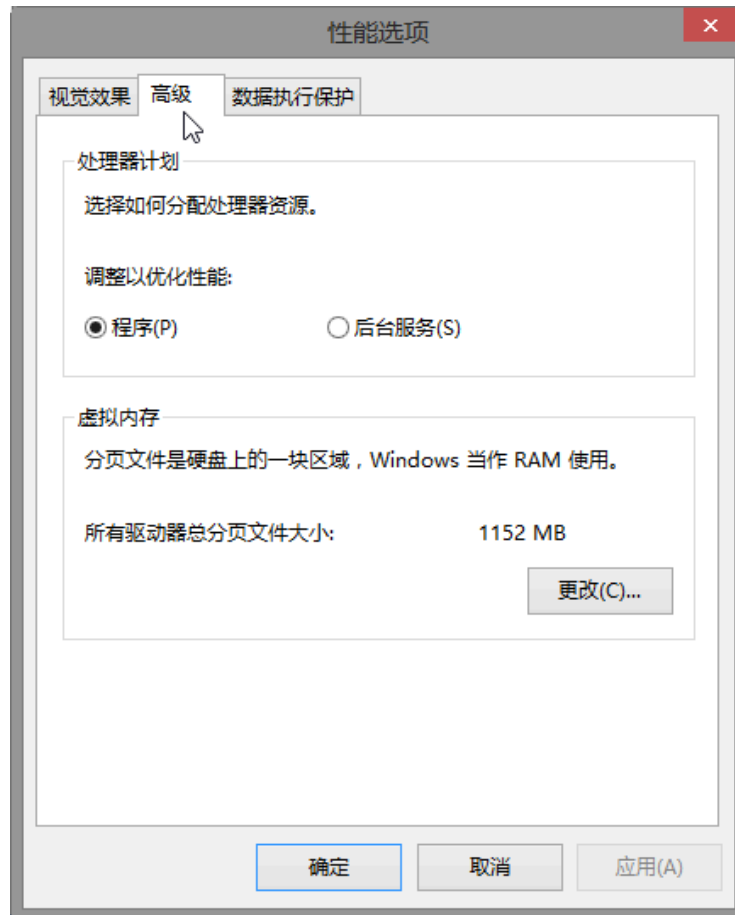 性能选项
视觉效果 高级 数据执行保护
处理器计划
选择如何分配处理器资源。
调整以优化性能:
程序(P) 后台服务(S)
虚拟内存
分页文件是硬盘上的一块区域，Windows 当作 RAM 使用。
所有驱动器总分页文件大小: 1152 MB
更改(C)...
确定 取消 应用(A)